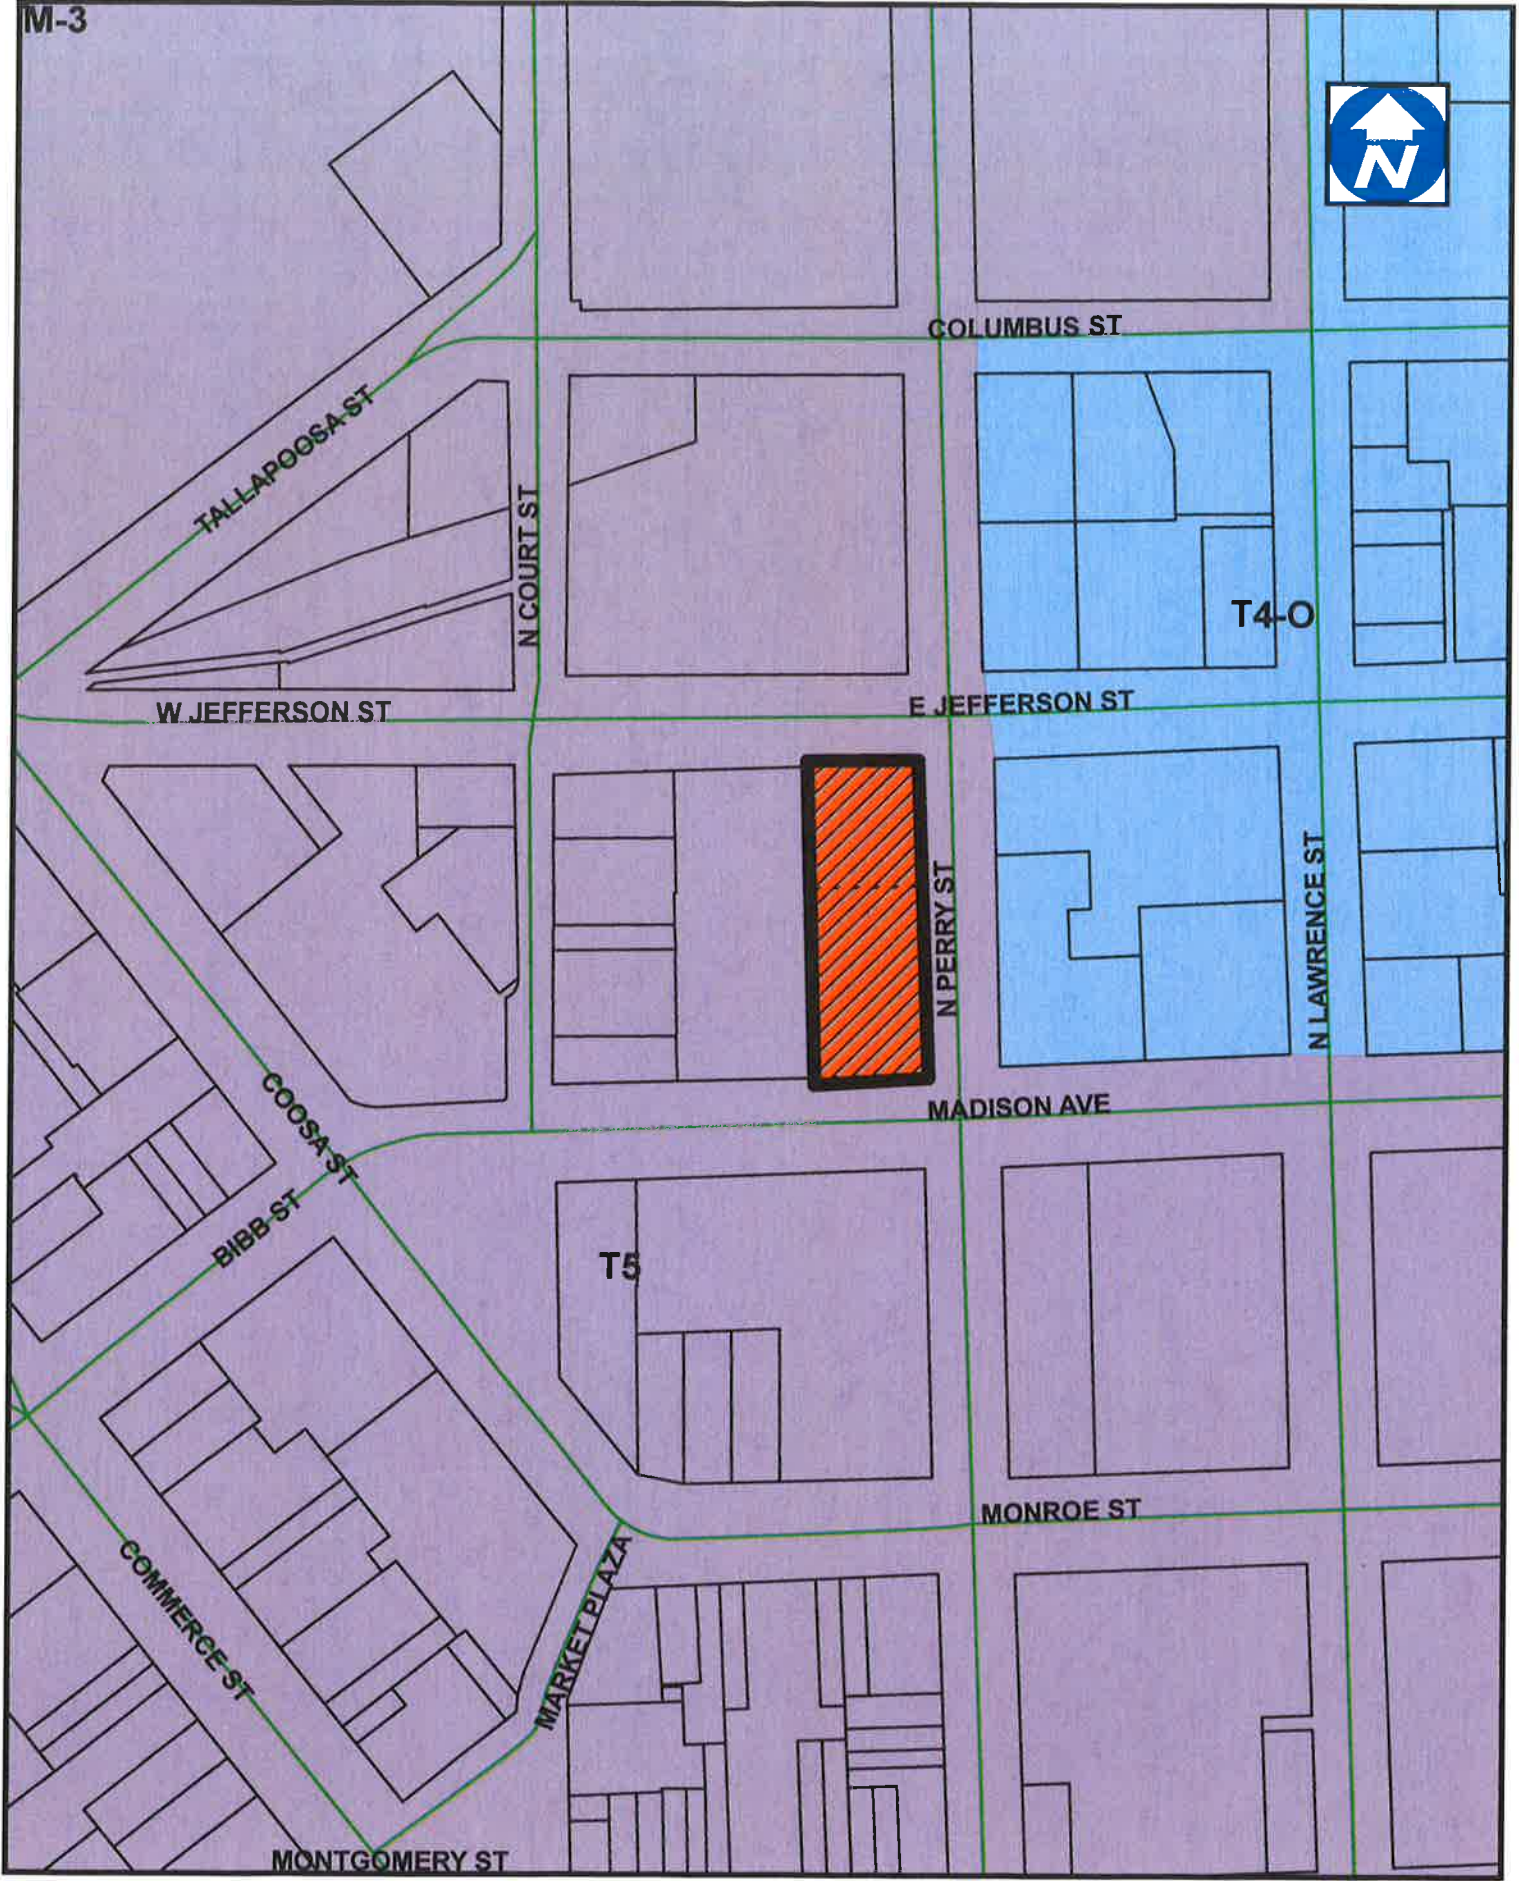 M-3
N
COLUMBUS ST
TALLAPOOSA ST
N COURT ST
T4-O
W JEFFERSON ST
E JEFFERSON ST
N PERRY ST
N LAWRENCE ST
COOSA ST
MADISON AVE
BIBB ST
T5
MONROE ST
COMMERCE ST
MARKET PLAZA
MONTGOMERY ST